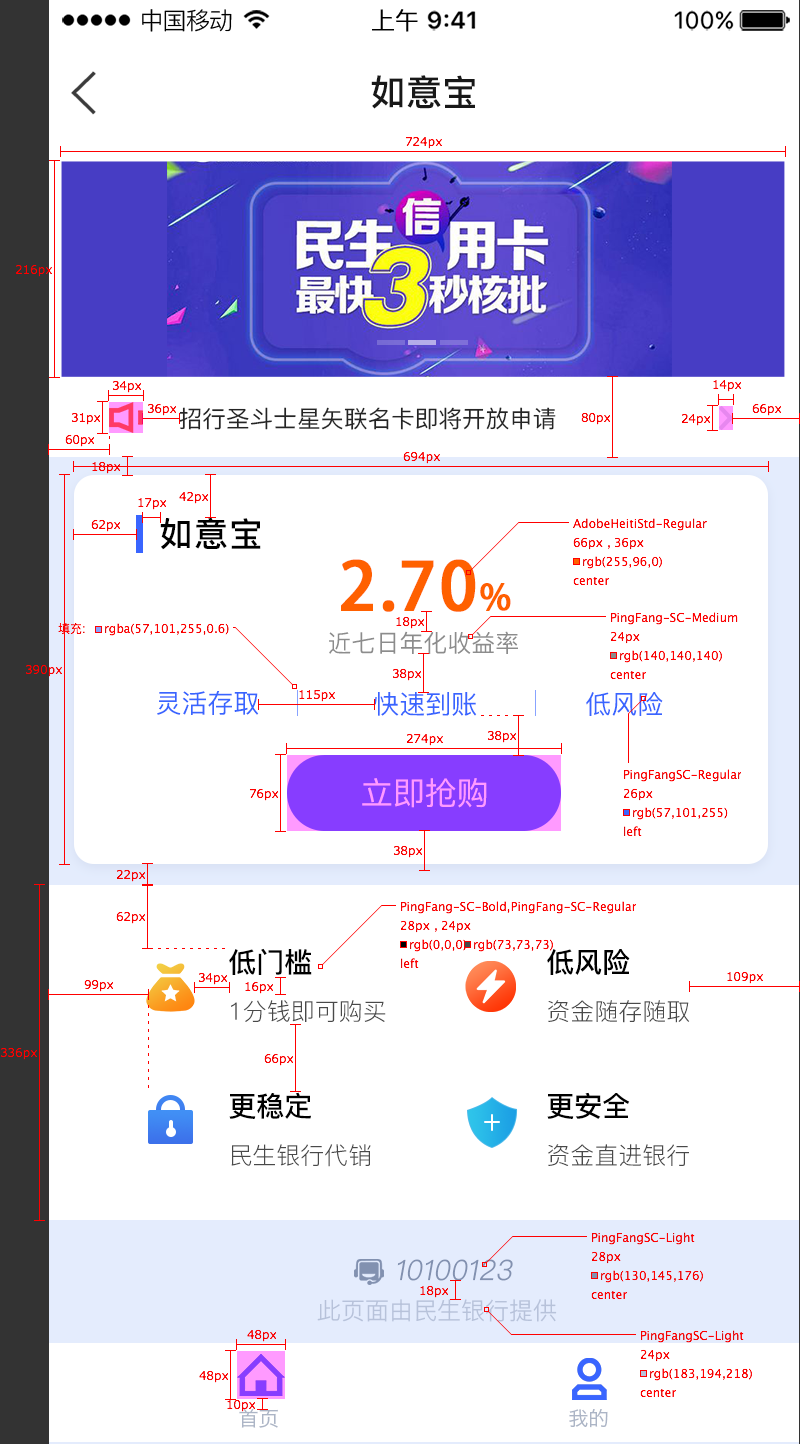 ●●●●● 中国移动 上午 9:41 100%
如意宝
724px
216px
民生信用卡
最快3秒核批
34px 14px
31px 36px 招行圣斗士星矢联名卡即将开放申请 80px 24px 66px
60px
694px
18px
42px
17px
62px 如意宝
AdobeHeitiStd-Regular
66px , 36px
rgb(255,96,0)
center
2.70%
18px
近七日年化收益率
PingFang-SC-Medium
24px
rgb(140,140,140)
center
填充: rgba(57,101,255,0.6)
390px
38px
灵活存取 115px 快速到账 低风险
38px
274px
76px 立即抢购
PingFangSC-Regular
26px
rgb(57,101,255)
left
38px
22px
62px
PingFang-SC-Bold,PingFang-SC-Regular
28px , 24px
rgb(0,0,0) rgb(73,73,73)
left
低门槛 低风险
99px 34px 16px 109px
1分钱即可购买 资金随存随取
336px
66px
更稳定 更安全
民生银行代销 资金直进银行
PingFangSC-Light
28px
rgb(130,145,176)
center
10100123
18px
此页面由民生银行提供
PingFangSC-Light
24px
rgb(183,194,218)
center
48px
48px
10px
首页 我的